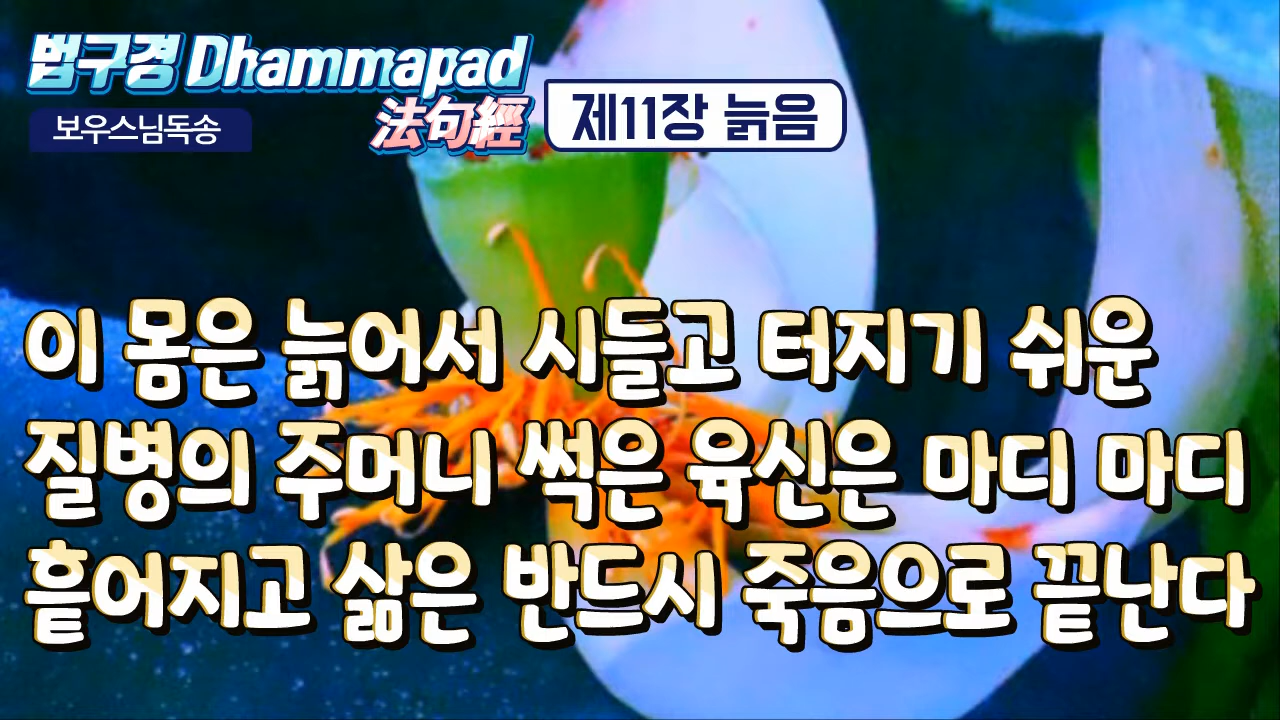 법구경 Dhammapad
보우스님독송
法句經
제11장 늙음
이 몸은 늙어서 시들고 터지기 쉬운
질병의 주머니 썩은 육신은 마디 마디
흩어지고 삶은 반드시 죽음으로 끝난다